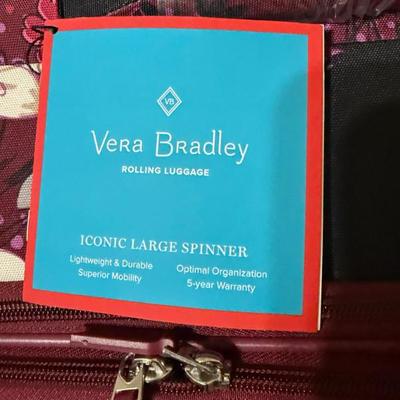 VB
Vera Bradley
ROLLING LUGGAGE
ICONIC LARGE SPINNER
Lightweight & Durable
Superior Mobility
Optimal Organization
5-year Warranty